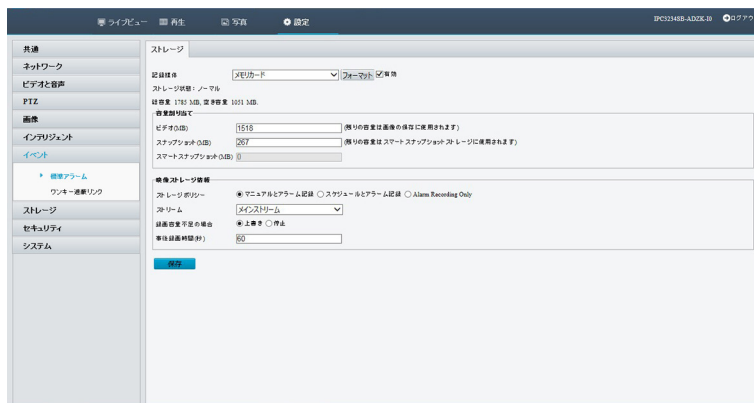 ライブビュー 再生 写真 設定
IPC3234SB-ADZK-I0 ログアウ
共通
ネットワーク
ビデオと音声
PTZ
画像
インテリジェント
イベント
標準アラーム
ワンキー遮断リンク
ストレージ
セキュリティ
システム
ストレージ
記録媒体 メモリカード フォーマット 有効
ストレージ状態：ノーマル
総容量 1785 MB, 空き容量 1051 MB.
容量割り当て
ビデオ(MB) 1518 (残りの容量は画像の保存に使用されます)
スナップショット(MB) 267 (残りの容量はスマートスナップショットストレージに使用されます)
スマートスナップショット(MB) 0
映像ストレージ情報
ストレージポリシー マニュアルとアラーム記録 スケジュールとアラーム記録 Alarm Recording Only
ストリーム メインストリーム
録画容量不足の場合 上書き 停止
事後録画時間(秒) 60
保存